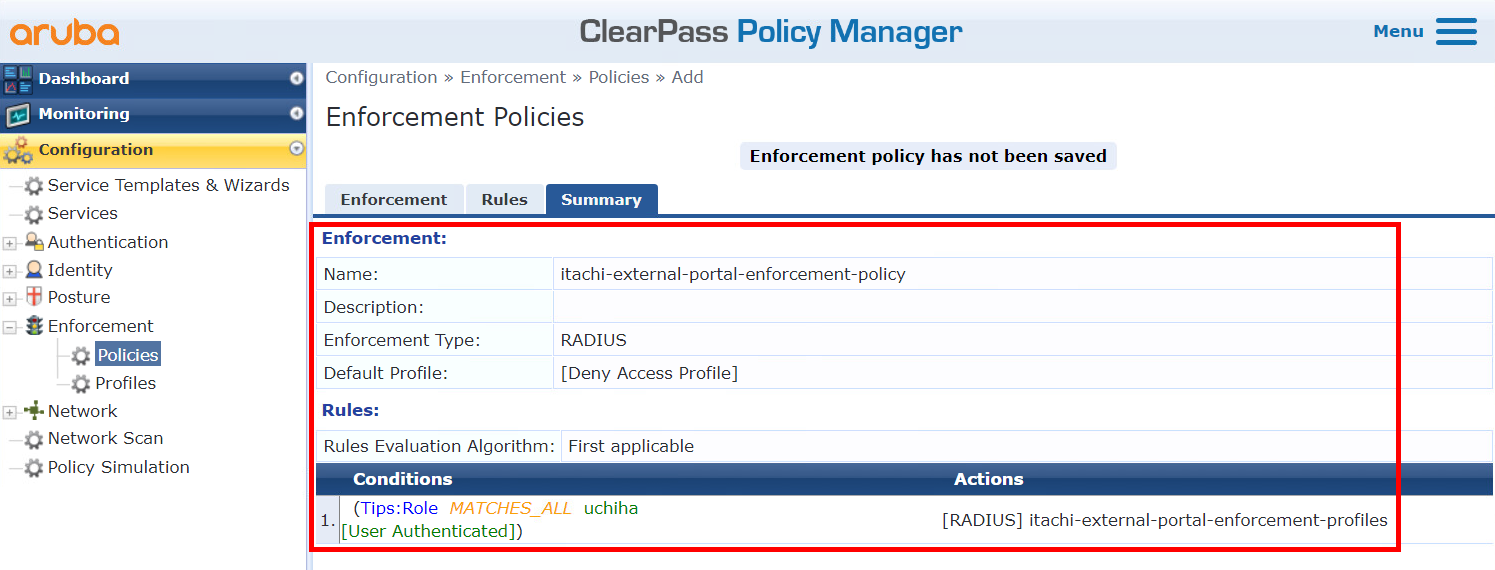 aruba
ClearPass Policy Manager
Menu
Dashboard
Monitoring
Configuration
Service Templates & Wizards
Services
Authentication
Identity
Posture
Enforcement
Policies
Profiles
Network
Network Scan
Policy Simulation
Configuration » Enforcement » Policies » Add
Enforcement Policies
Enforcement policy has not been saved
Enforcement Rules Summary
Enforcement:
Name: itachi-external-portal-enforcement-policy
Description:
Enforcement Type: RADIUS
Default Profile: [Deny Access Profile]
Rules:
Rules Evaluation Algorithm: First applicable
Conditions Actions
1. (Tips:Role MATCHES_ALL uchiha
[User Authenticated]) [RADIUS] itachi-external-portal-enforcement-profiles